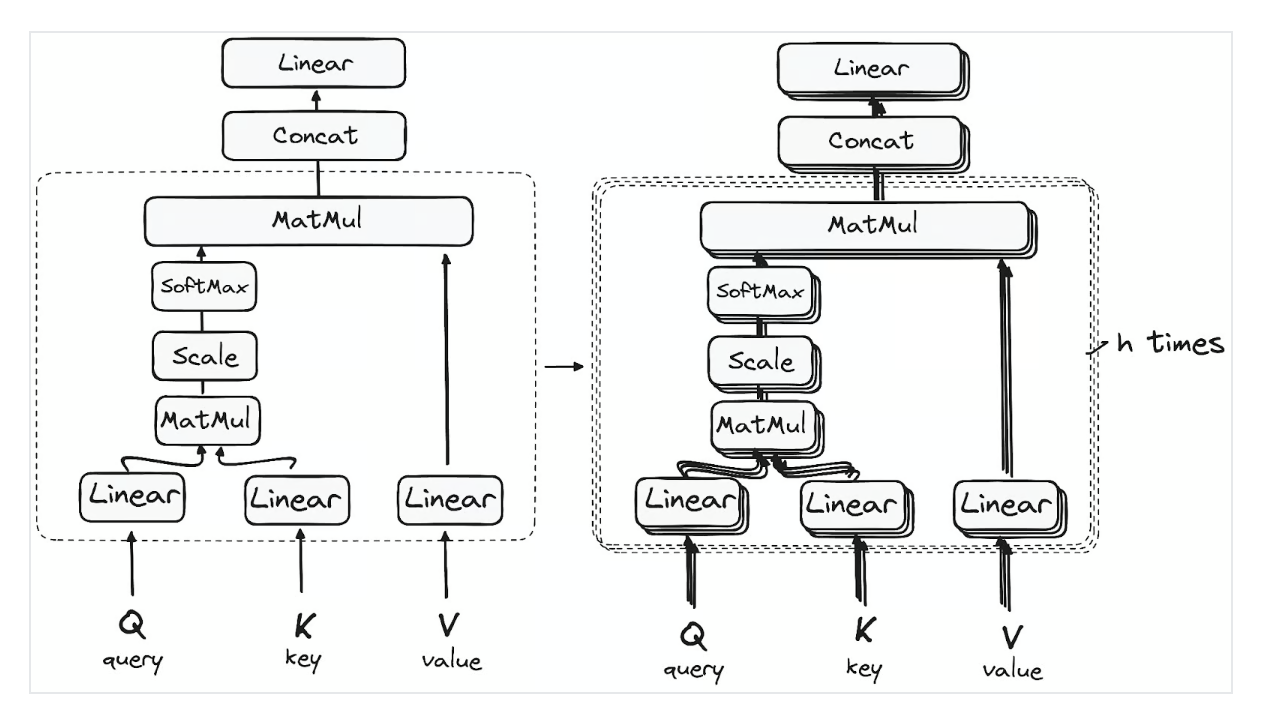 Linear
Concat
MatMul
SoftMax
Scale
MatMul
Linear Linear Linear
Q K V
query key value
Linear
Concat
MatMul
SoftMax
Scale
MatMul
Linear Linear Linear
Q K V
query key value
h times